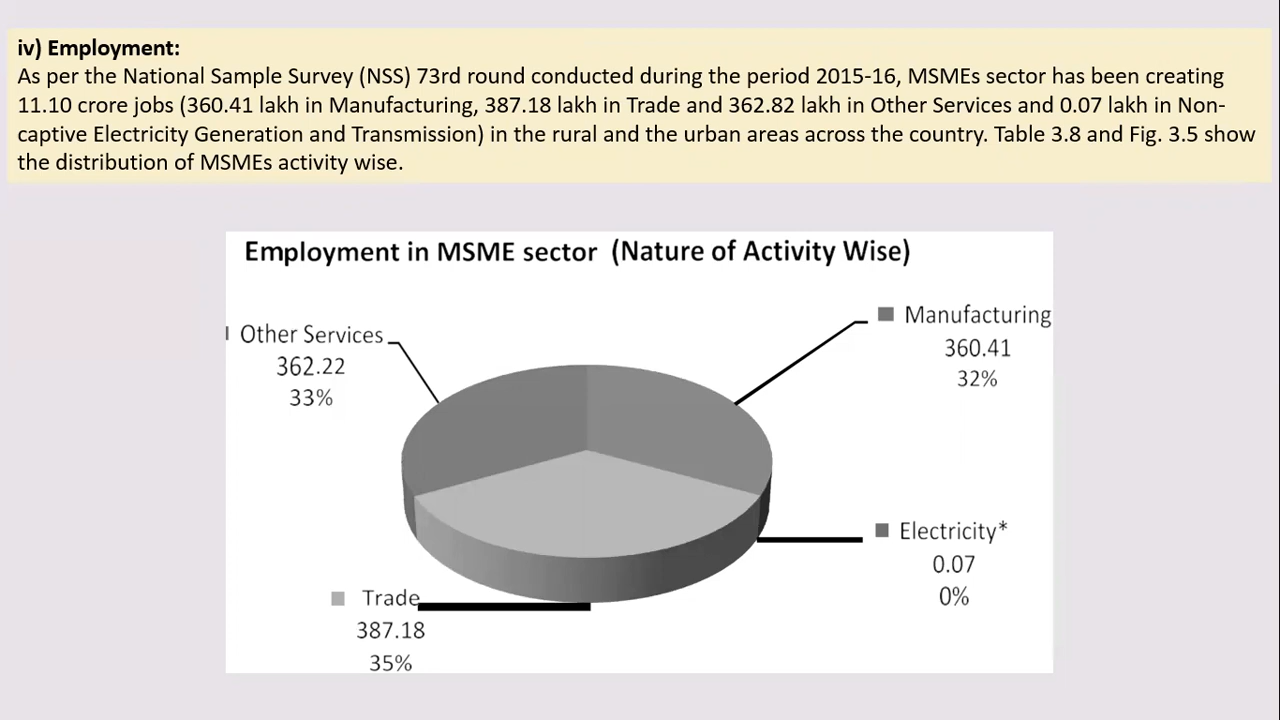 iv) Employment:
As per the National Sample Survey (NSS) 73rd round conducted during the period 2015-16, MSMEs sector has been creating
11.10 crore jobs (360.41 lakh in Manufacturing, 387.18 lakh in Trade and 362.82 lakh in Other Services and 0.07 lakh in Non-
captive Electricity Generation and Transmission) in the rural and the urban areas across the country. Table 3.8 and Fig. 3.5 show
the distribution of MSMEs activity wise.
Employment in MSME sector (Nature of Activity Wise)
Other Services
362.22
33%
Manufacturing
360.41
32%
Electricity*
0.07
0%
Trade
387.18
35%